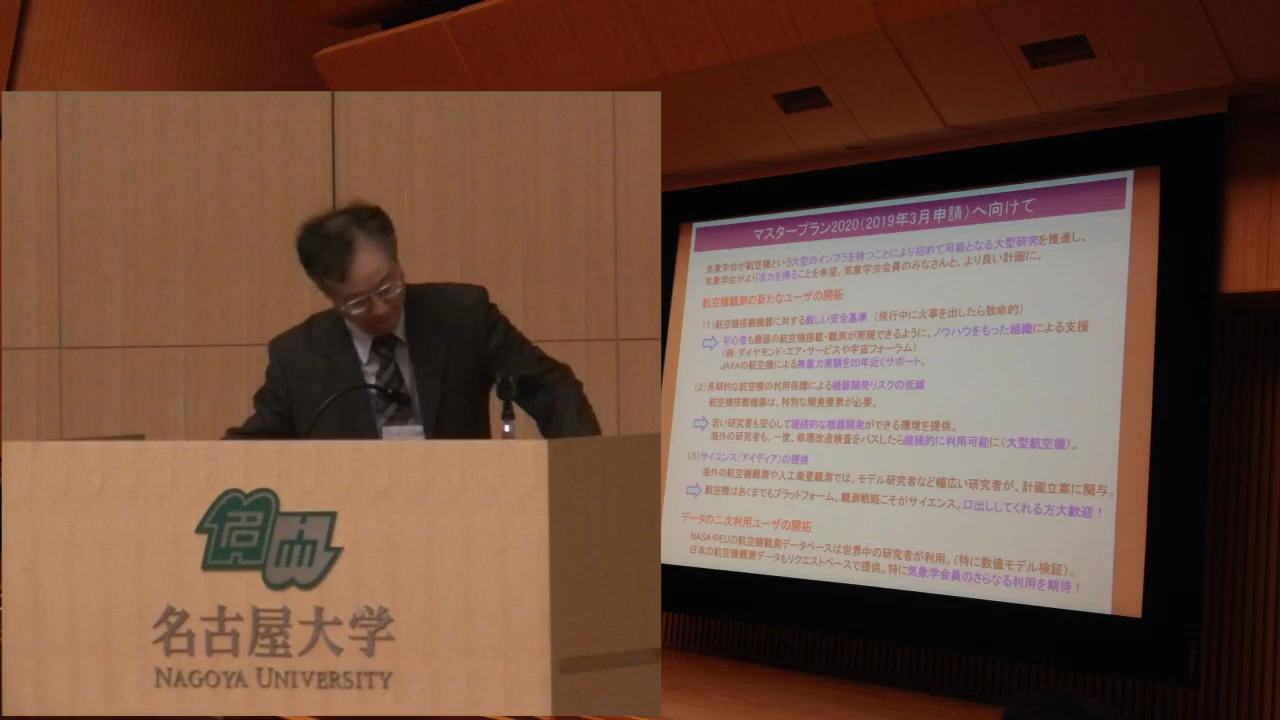 名古屋大学
NAGOYA UNIVERSITY
マスタープラン2020(2019年3月申請)へ向けて
気象学会が航空機という大型のインフラを持つことにより初めて可能となる大型研究を推進し、
気象学会がより活力を得ることを希望。気象学会会員のみなさんと、より良い計画に。
航空機観測の新たなユーザの開拓
(1)航空機搭載機器に対する厳しい安全基準 (飛行中に火事を出したら致命的)
初心者も機器の航空機搭載・観測が実現できるように、ノウハウをもった組織による支援
(例:ダイヤモンド・エア・サービスや宇宙フォーラム)
JAXAの航空機による無重力実験を20年近くサポート。
(2)長期的な航空機の利用保障による機器開発リスクの低減
航空機搭載機器は、特別な開発要素が必要。
若い研究者も安心して継続的な機器開発ができる環境を提供。
海外の研究者も、一度、修理改造検査をパスしたら継続的に利用可能に(大型航空機)。
(3)サイエンス(アイディア)の提供
海外の航空機観測や人工衛星観測では、モデル研究者など幅広い研究者が、計画立案に関与。
航空機はあくまでもプラットフォーム。観測戦略こそがサイエンス。口出ししてくれる方大歓迎!
データの二次利用ユーザの開拓
NASAやEUの航空機観測データベースは世界中の研究者が利用。(特に数値モデル検証)。
日本の航空機観測データもリクエストベースで提供。特に気象学会員のさらなる利用を期待!